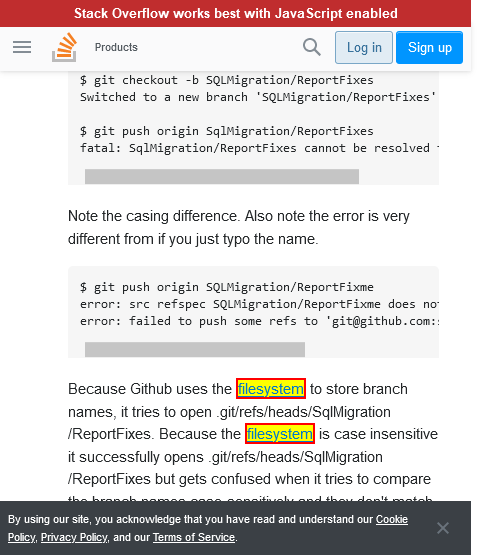 Stack Overflow works best with JavaScript enabled
Products
Log in
Sign up
$ git checkout -b SQLMigration/ReportFixes
Switched to a new branch 'SQLMigration/ReportFixes'
$ git push origin SqlMigration/ReportFixes
fatal: SqlMigration/ReportFixes cannot be resolved
Note the casing difference. Also note the error is very
different from if you just typo the name.
$ git push origin SQLMigration/ReportFixme
error: src refspec SQLMigration/ReportFixme does not
error: failed to push some refs to 'git@github.com:
Because Github uses the filesystem to store branch
names, it tries to open .git/refs/heads/SqlMigration
/ReportFixes. Because the filesystem is case insensitive
it successfully opens .git/refs/heads/SqlMigration
/ReportFixes but gets confused when it tries to compare
the branch names case-sensitively and they don't match
By using our site, you acknowledge that you have read and understand our Cookie
Policy, Privacy Policy, and our Terms of Service.